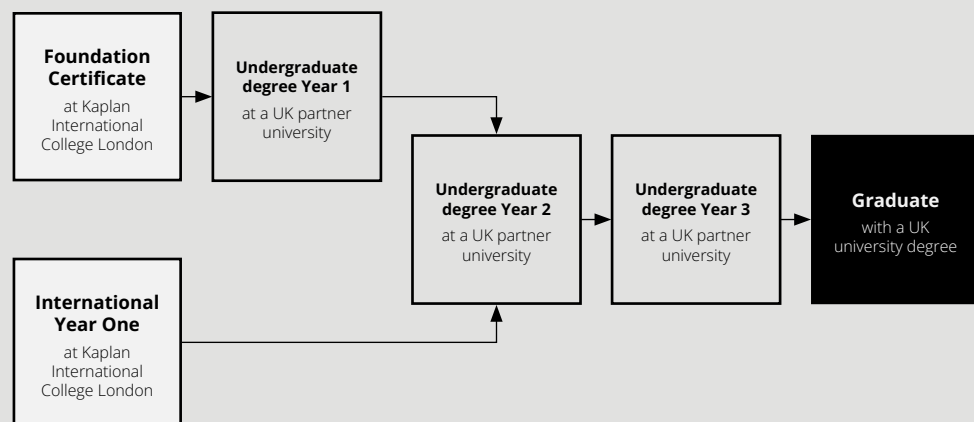 Foundation
Certificate
at Kaplan
International
College London
Undergraduate
degree Year 1
at a UK partner
university
Undergraduate
degree Year 2
at a UK partner
university
Undergraduate
degree Year 3
at a UK partner
university
Graduate
with a UK
university degree
International
Year One
at Kaplan
International
College London